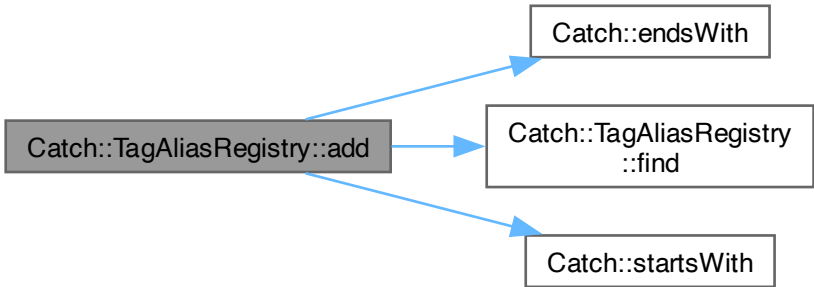 Catch::endsWith
Catch::TagAliasRegistry::add
Catch::TagAliasRegistry
::find
Catch::startsWith